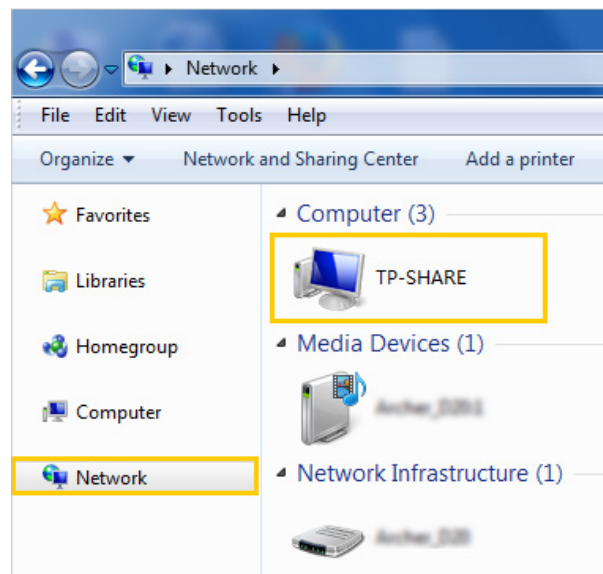 Network
File Edit View Tools Help
Organize Network and Sharing Center Add a printer
Favorites
Libraries
Homegroup
Computer
Network
Computer (3)
TP-SHARE
Media Devices (1)
Network Infrastructure (1)